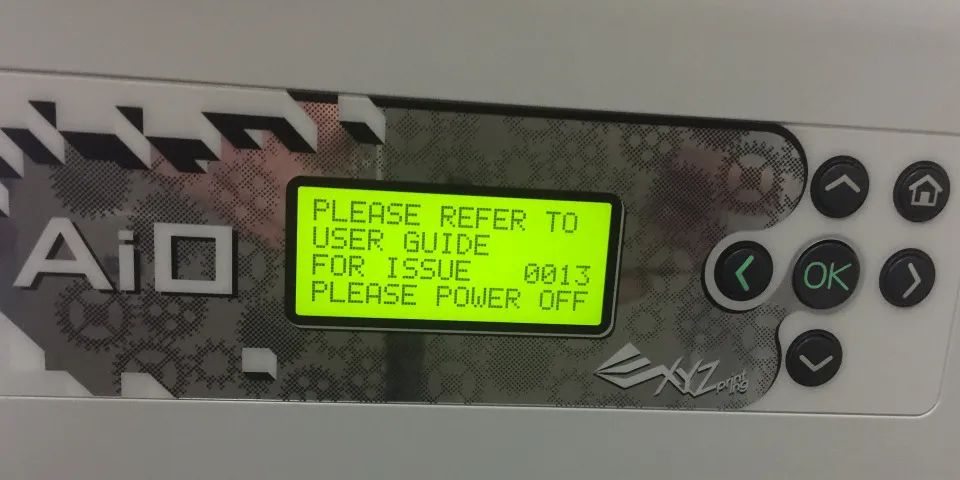 AiO
PLEASE REFER TO
USER GUIDE
FOR ISSUE 0013
PLEASE POWER OFF
OK
XYZprinting